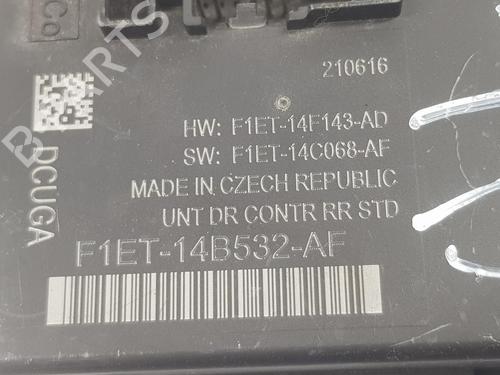 Co
210616
HW: F1ET-14F143-AD
SW: F1ET-14C068-AF
MADE IN CZECH REPUBLIC
UNT DR CONTR RR STD
DCUGA
F1ET-14B532-AF